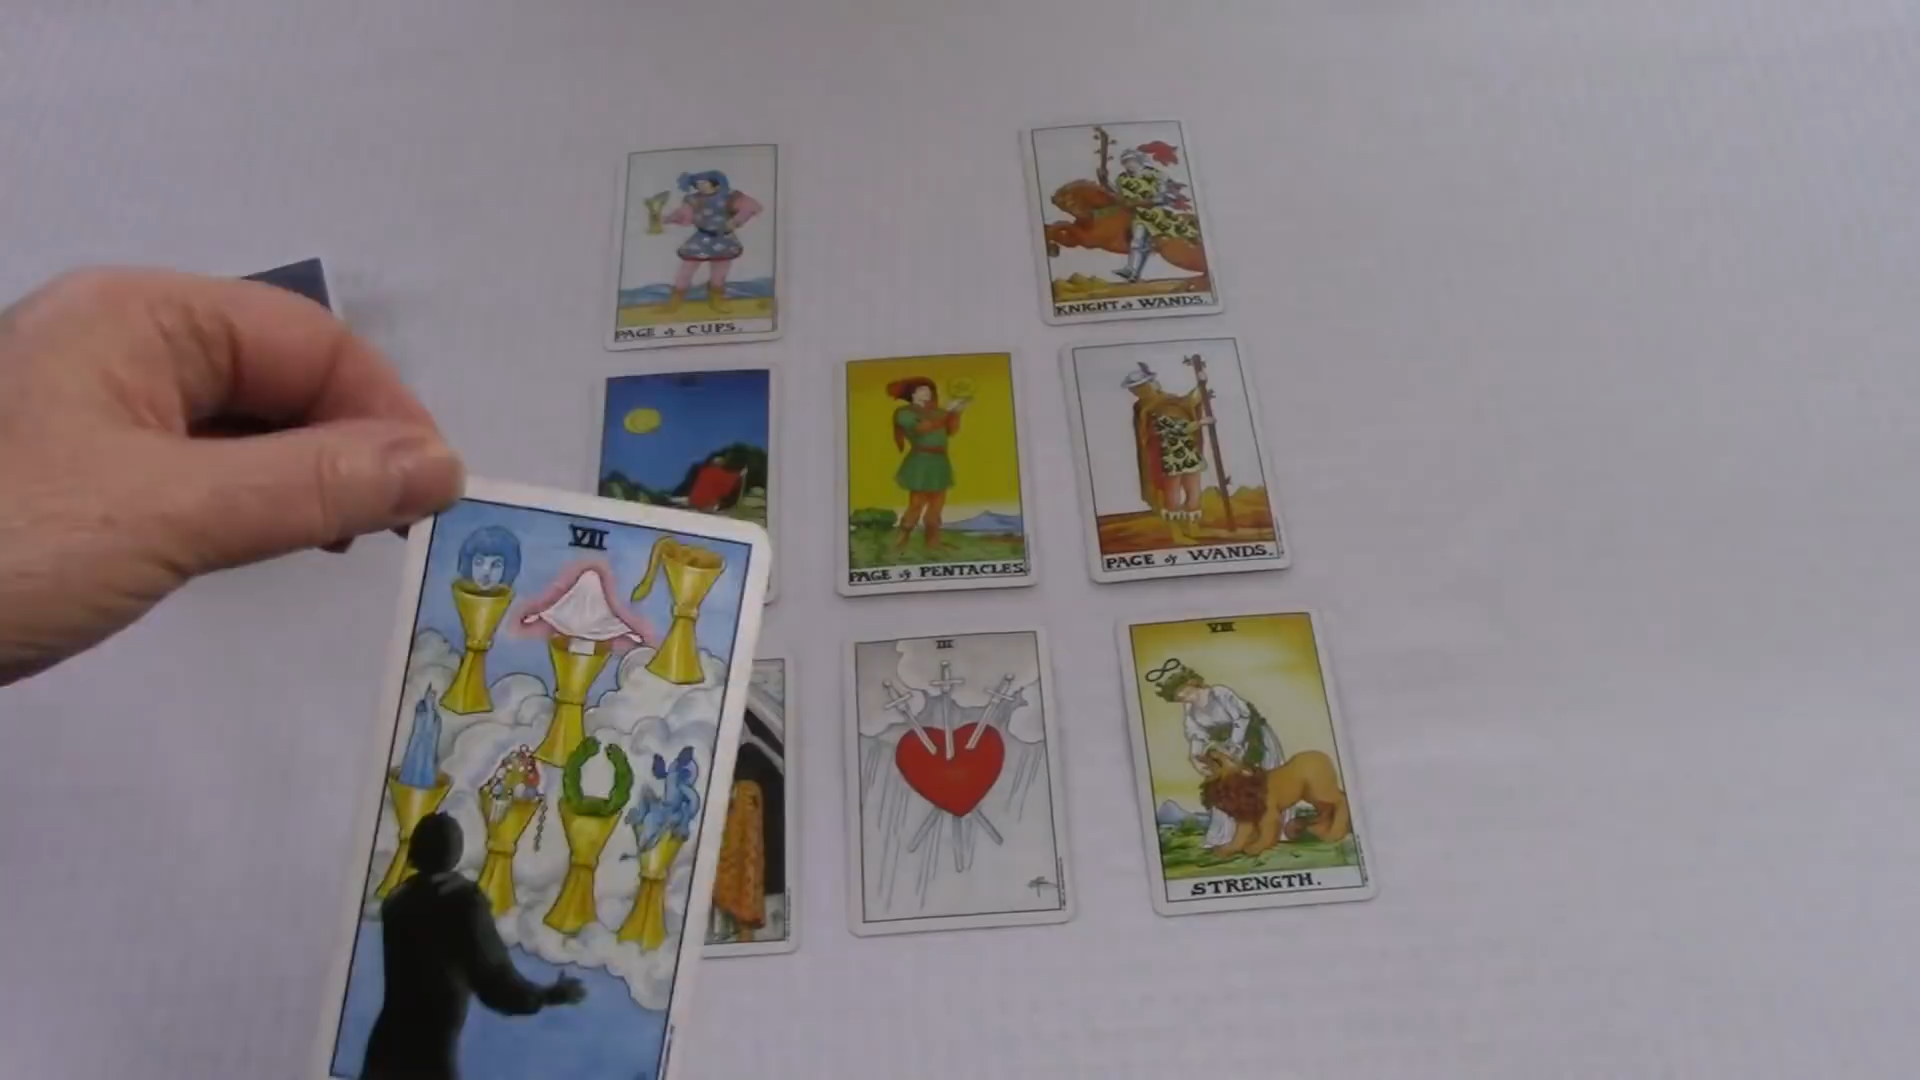 PAGE of CUPS.
KNIGHT of WANDS.
PAGE of PENTACLES.
PAGE of WANDS.
VII
III
VIII
STRENGTH.